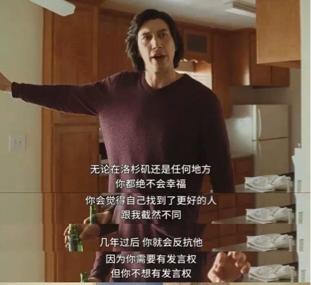 无论在洛杉矶还是任何地方
你都绝不会幸福
你会觉得自己找到了更好的人
跟我截然不同
几年过后 你就会反抗他
因为你需要有发言权
但你不想有发言权